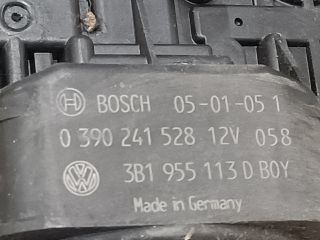 BOSCH 05-01-05 1
0 390 241 528 12V 058
3B1 955 113 D BOY
Made in Germany